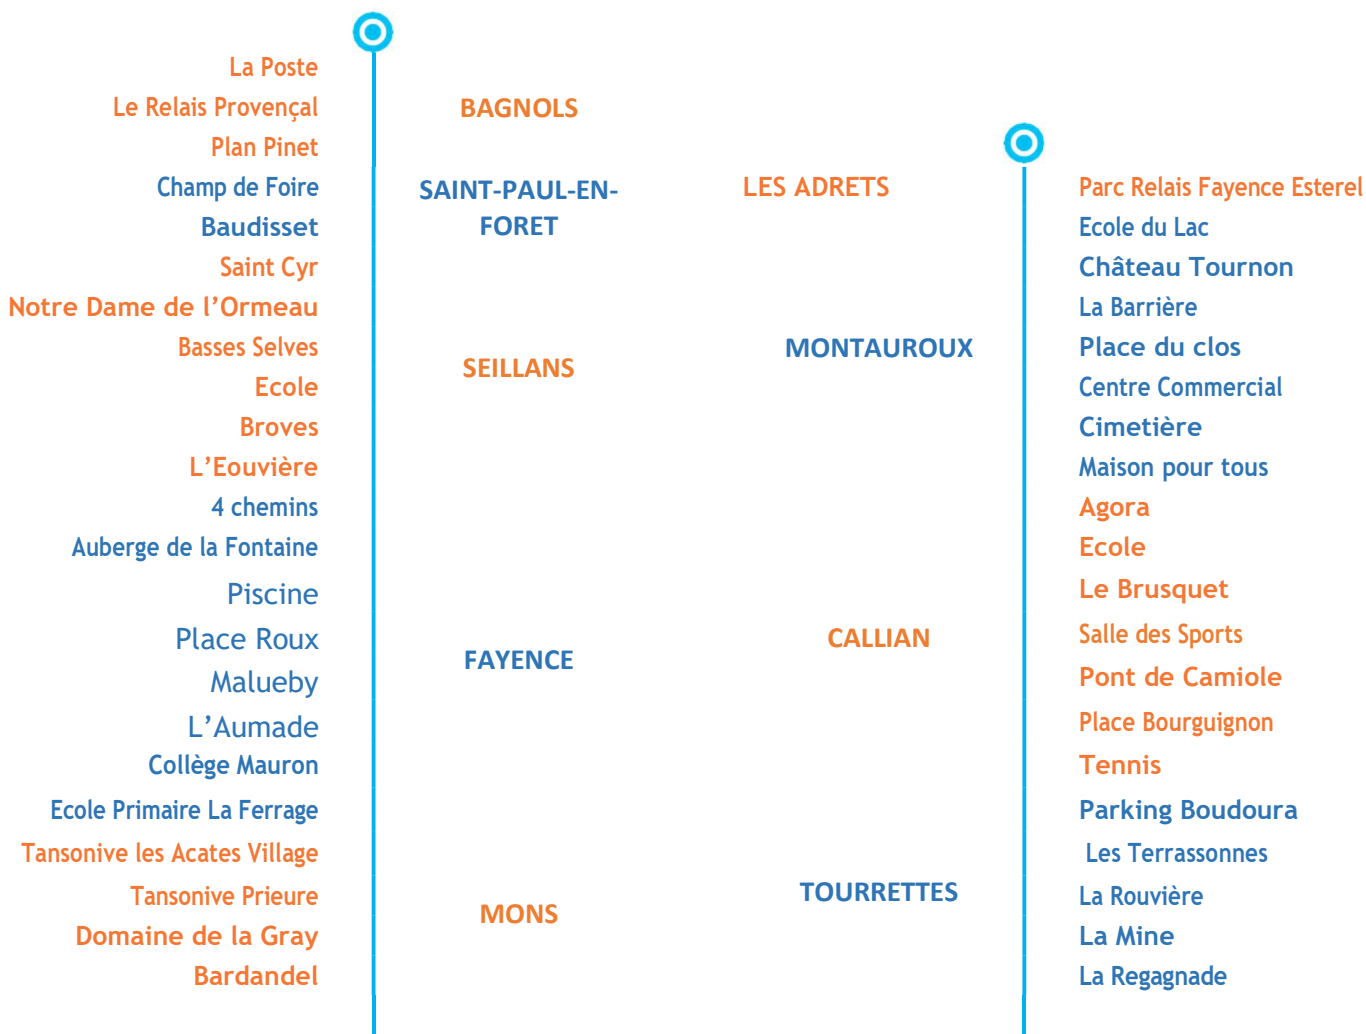 La Poste
Le Relais Provençal
BAGNOLS
Plan Pinet
Champ de Foire
SAINT-PAUL-EN-
FORET
Baudisset
Saint Cyr
Notre Dame de l’Ormeau
Basses Selves
SEILLANS
Ecole
Broves
L’Eouvière
4 chemins
Auberge de la Fontaine
Piscine
Place Roux
FAYENCE
Malueby
L’Aumade
Collège Mauron
Ecole Primaire La Ferrage
Tansonive les Acates Village
Tansonive Prieure
MONS
Domaine de la Gray
Bardandel
LES ADRETS
Parc Relais Fayence Esterel
Ecole du Lac
Château Tournon
La Barrière
MONTAUROUX
Place du clos
Centre Commercial
Cimetière
Maison pour tous
Agora
Ecole
Le Brusquet
CALLIAN
Salle des Sports
Pont de Camiole
Place Bourguignon
Tennis
Parking Boudoura
Les Terrassonnes
TOURRETTES
La Rouvière
La Mine
La Regagnade